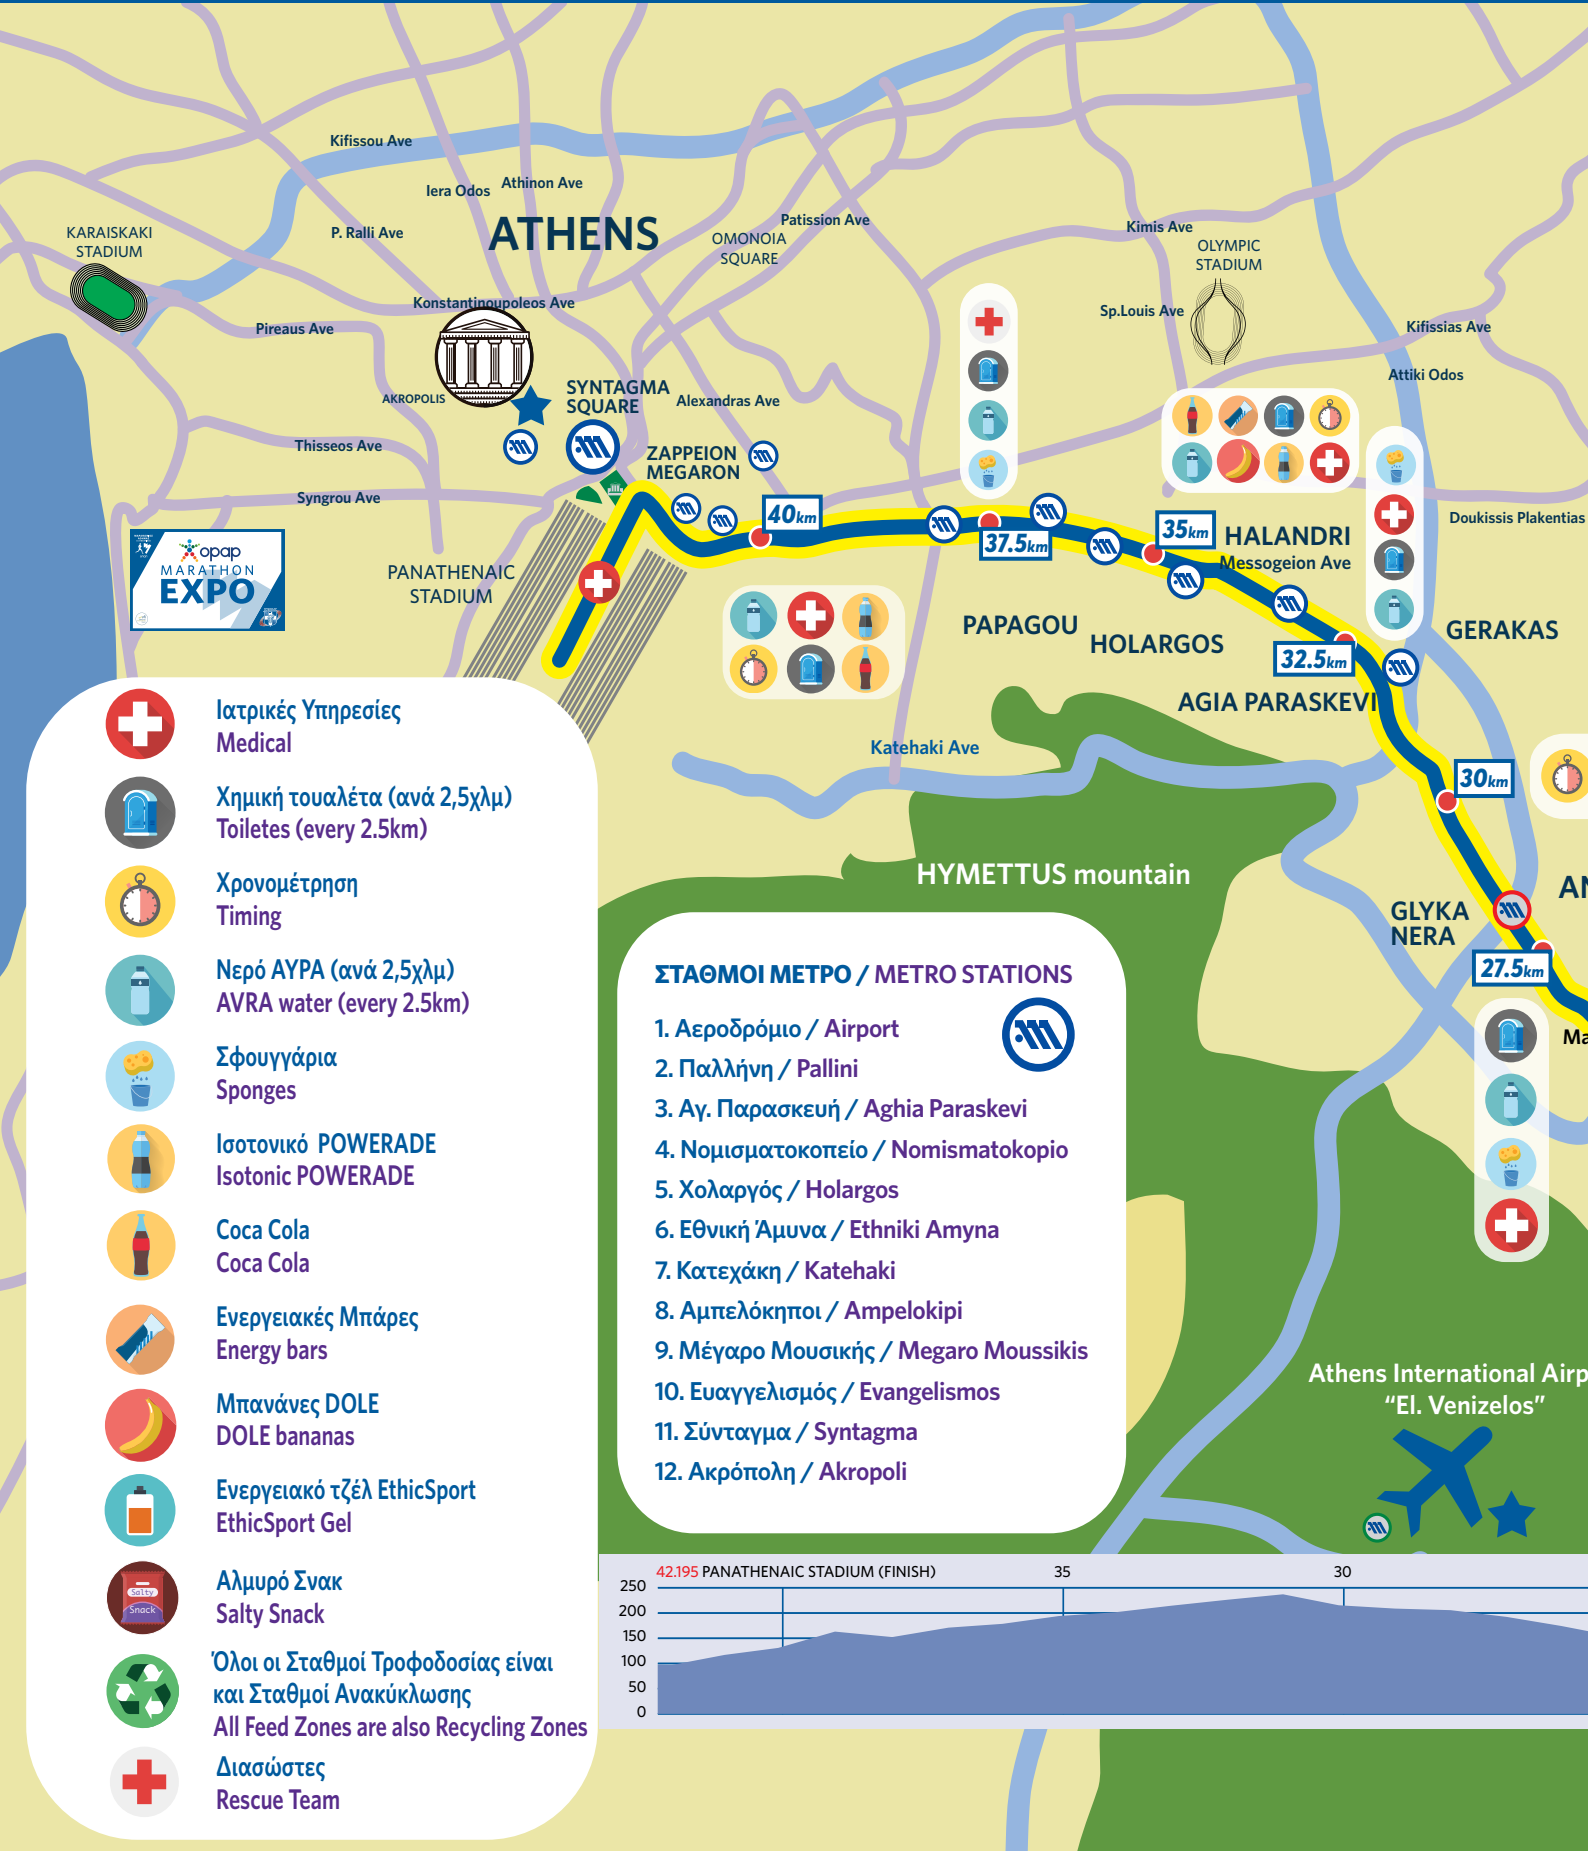 Kifissou Ave
Iera Odos
Athinon Ave
KARAISKAKI
STADIUM
P. Ralli Ave
ATHENS
Patission Ave
OMONOIA
SQUARE
Kimis Ave
OLYMPIC
STADIUM
Konstantinoupoleos Ave
Pireaus Ave
Sp.Louis Ave
Kifissias Ave
Attiki Odos
AKROPOLIS
SYNTAGMA
SQUARE
Alexandras Ave
Thisseos Ave
ZAPPEION
MEGARON
Syngrou Ave
40km
37.5km
35km
HALANDRI
Messogeion Ave
Doukissis Plakentias
opap
MARATHON
EXPO
PANATHENAIC
STADIUM
PAPAGOU
HOLARGOS
GERAKAS
32.5km
AGIA PARASKEVI
Katehaki Ave
30km
HYMETTUS mountain
AN
GLYKA
NERA
27.5km
Ma
Ιατρικές Υπηρεσίες
Medical
Χημική τουαλέτα (ανά 2,5χλμ)
Toiletes (every 2.5km)
Χρονομέτρηση
Timing
Νερό ΑΥΡΑ (ανά 2,5χλμ)
AVRA water (every 2.5km)
Σφουγγάρια
Sponges
Ισοτονικό POWERADE
Isotonic POWERADE
Coca Cola
Coca Cola
Ενεργειακές Μπάρες
Energy bars
Μπανάνες DOLE
DOLE bananas
Ενεργειακό τζέλ EthicSport
EthicSport Gel
Salty
Snack
Αλμυρό Σνακ
Salty Snack
Όλοι οι Σταθμοί Τροφοδοσίας είναι
και Σταθμοί Ανακύκλωσης
All Feed Zones are also Recycling Zones
Διασώστες
Rescue Team
ΣΤΑΘΜΟΙ ΜΕΤΡΟ / METRO STATIONS
1. Αεροδρόμιο / Airport
2. Παλλήνη / Pallini
3. Αγ. Παρασκευή / Aghia Paraskevi
4. Νομισματοκοπείο / Nomismatokopio
5. Χολαργός / Holargos
6. Εθνική Άμυνα / Ethniki Amyna
7. Κατεχάκη / Katehaki
8. Αμπελόκηποι / Ampelokipi
9. Μέγαρο Μουσικής / Megaro Moussikis
10. Ευαγγελισμός / Evangelismos
11. Σύνταγμα / Syntagma
12. Ακρόπολη / Akropoli
Athens International Airp
“El. Venizelos”
42.195 PANATHENAIC STADIUM (FINISH)
35
30
250
200
150
100
50
0